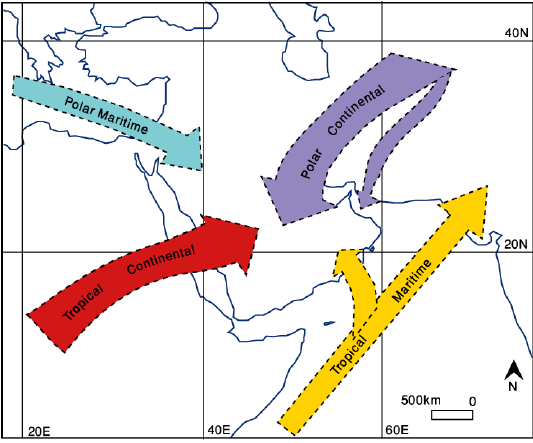 40N
Polar Maritime
Polar Continental
Tropical Continental
20N
Tropical Maritime
500km 0
N
20E 40E 60E